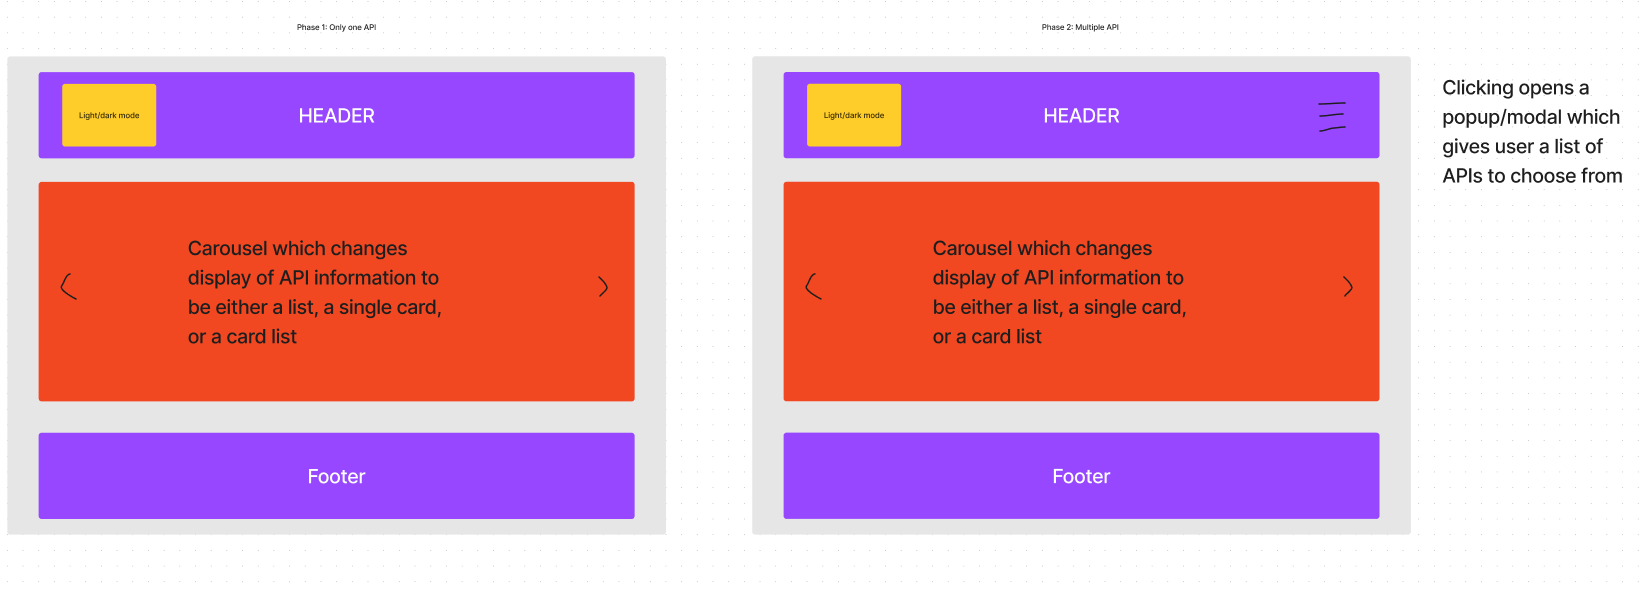 Phase 1: Only one API
Light/dark mode
HEADER
Carousel which changes
display of API information to
be either a list, a single card,
or a card list
Footer
Phase 2: Multiple API
Light/dark mode
HEADER
Carousel which changes
display of API information to
be either a list, a single card,
or a card list
Footer
Clicking opens a
popup/modal which
gives user a list of
APIs to choose from